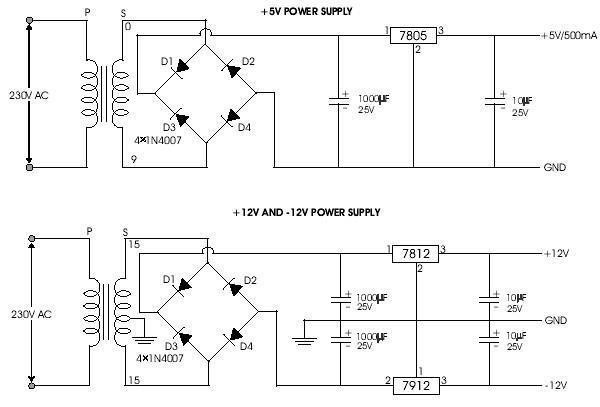 +5V POWER SUPPLY
P S
0
1 7805 3
2
+5V/500mA
D1 D2
230V AC
1000µF
25V
10µF
25V
D3 D4
4×1N4007
9
GND
+12V AND -12V POWER SUPPLY
P S
15
1 7812 3
2
+12V
D1 D2
1000µF
25V
10µF
25V
230V AC
GND
D3 D4
1000µF
25V
10µF
25V
4×1N4007
15
1
2 7912 3
-12V